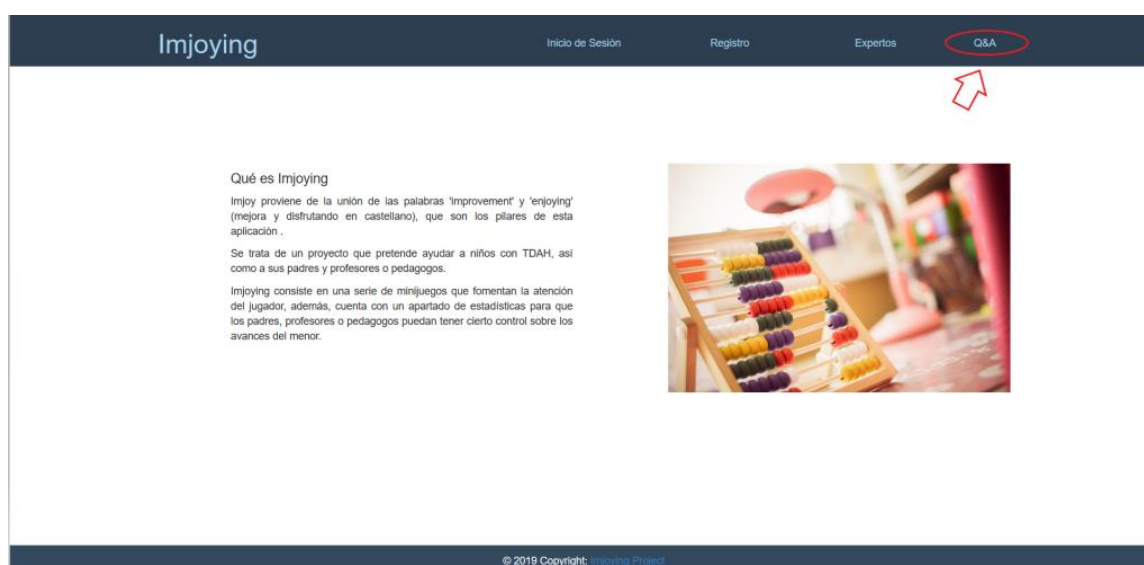 Imjoying
Inicio de Sesión
Registro
Expertos
Q&A
Qué es Imjoying
Imjoy proviene de la unión de las palabras 'improvement' y 'enjoying'
(mejora y disfrutando en castellano), que son los pilares de esta
aplicación .
Se trata de un proyecto que pretende ayudar a niños con TDAH, así
como a sus padres y profesores o pedagogos.
Imjoying consiste en una serie de minijuegos que fomentan la atención
del jugador, además, cuenta con un apartado de estadísticas para que
los padres, profesores o pedagogos puedan tener cierto control sobre los
avances del menor.
© 2019 Copyright: Imjoying Project